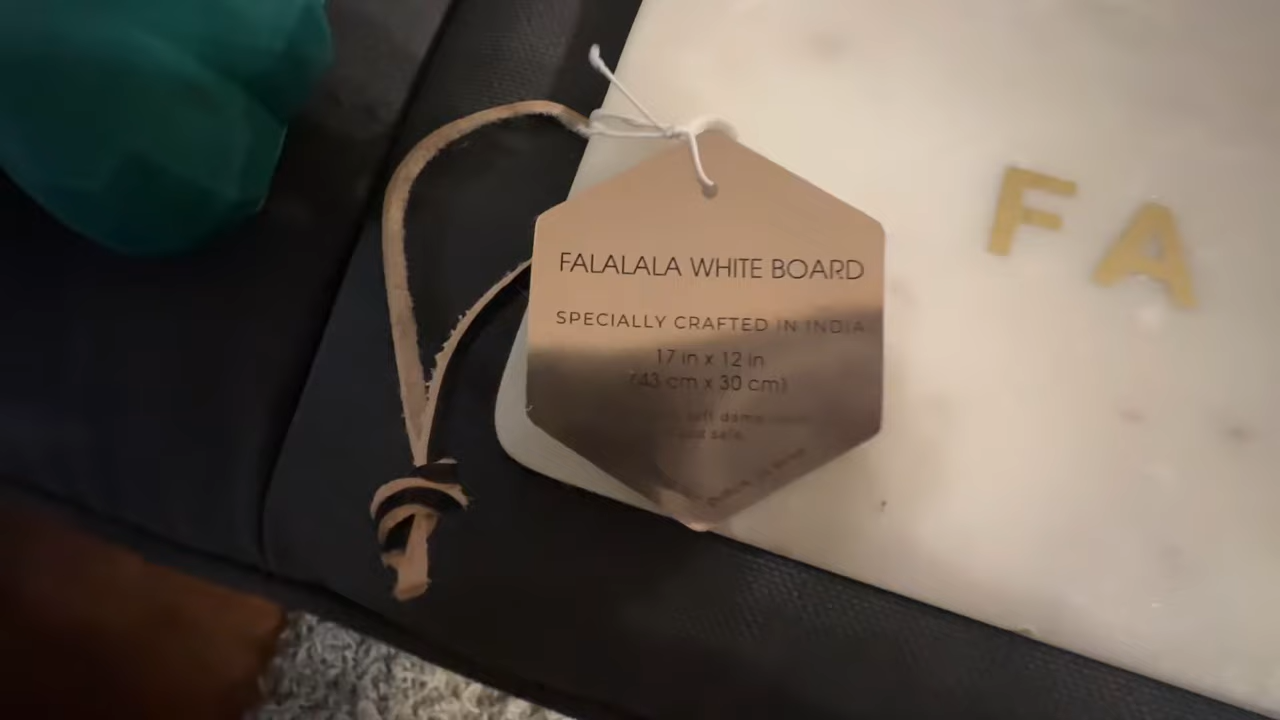 FALALALA WHITE BOARD
SPECIALLY CRAFTED IN INDIA
17 in x 12 in
(43 cm x 30 cm)
FA